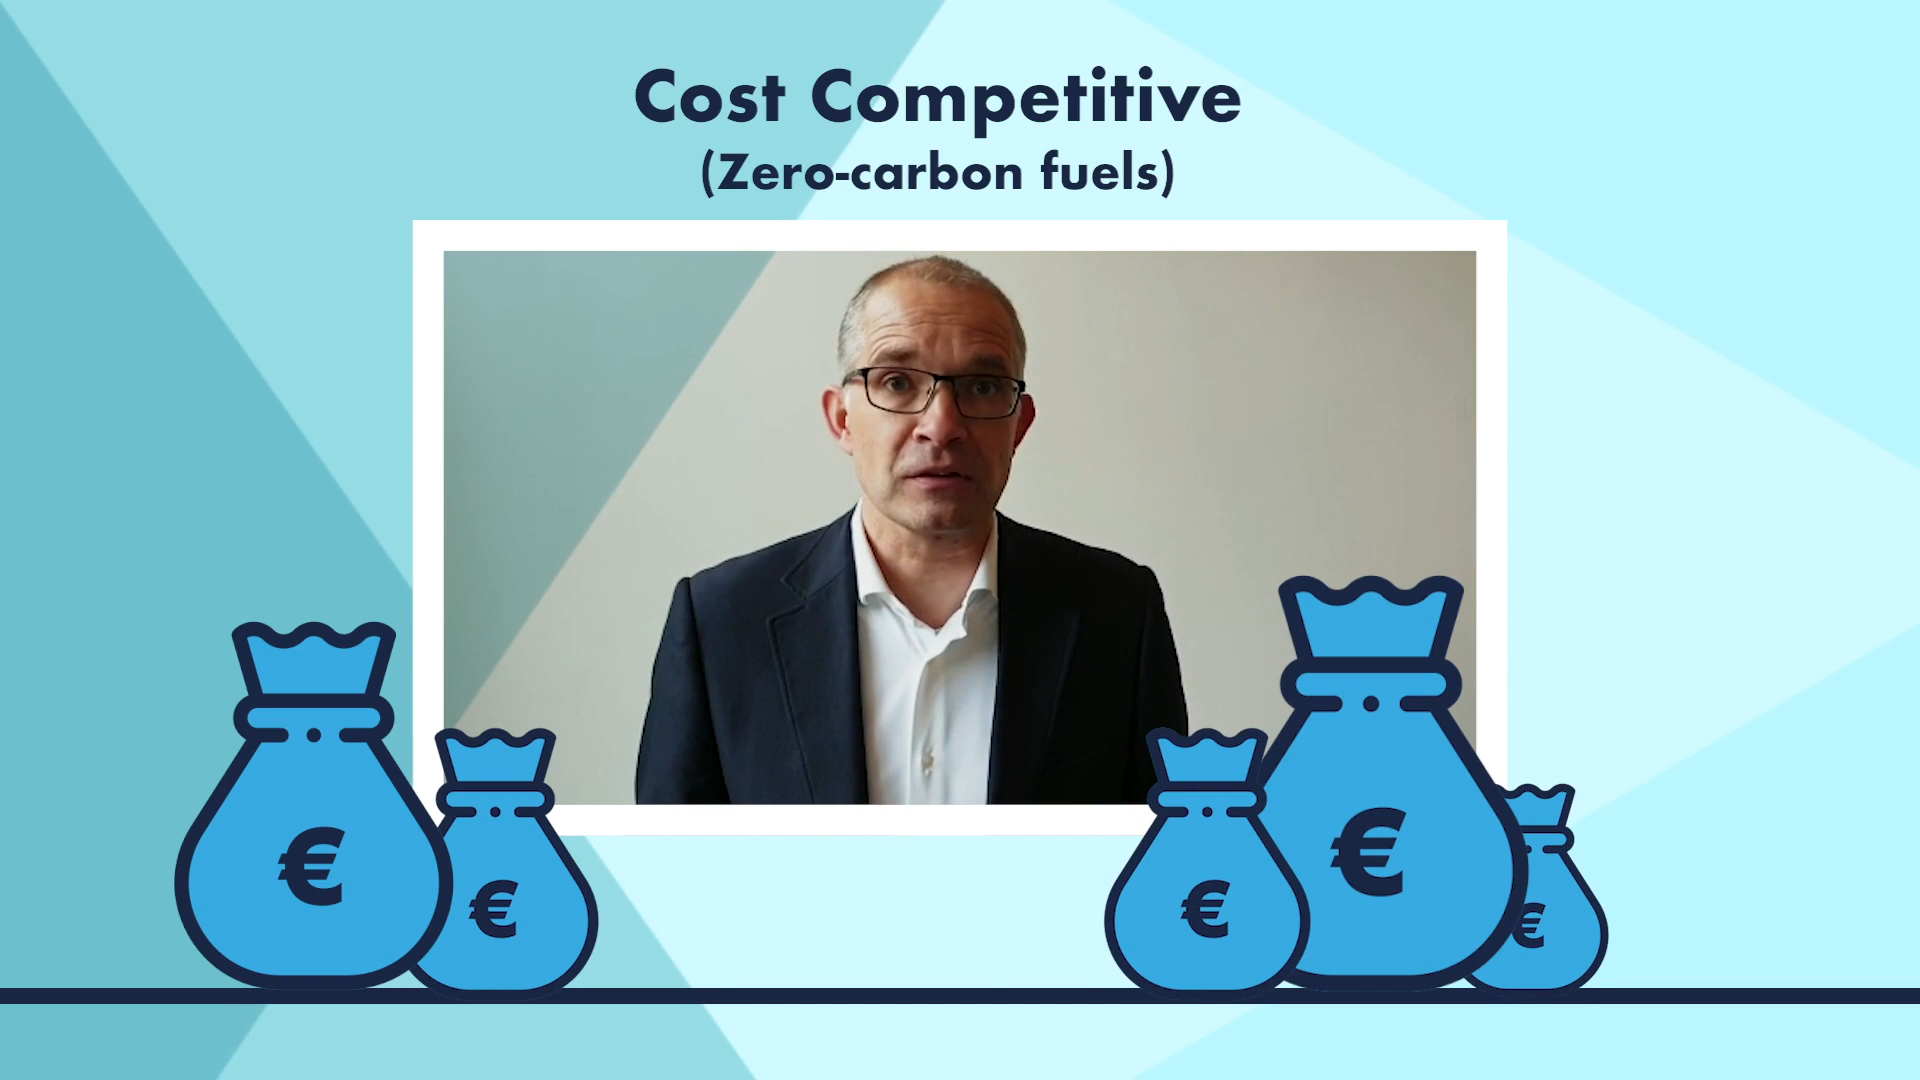 Cost Competitive
(Zero-carbon fuels)
€
€
€
€
€